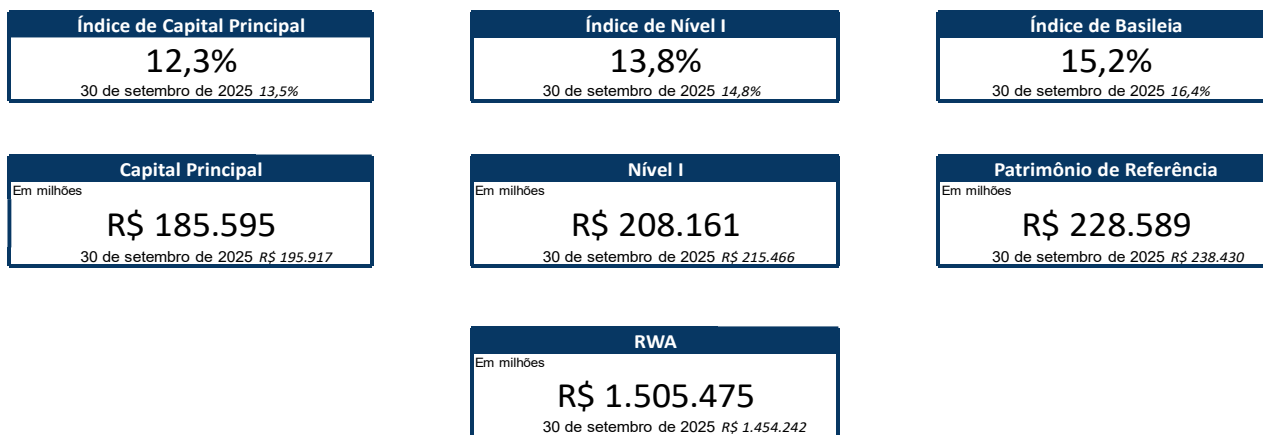 Índice de Capital Principal
12,3%
30 de setembro de 2025 13,5%
Índice de Nível I
13,8%
30 de setembro de 2025 14,8%
Índice de Basileia
15,2%
30 de setembro de 2025 16,4%
Capital Principal
Em milhões
R$ 185.595
30 de setembro de 2025 R$ 195.917
Nível I
Em milhões
R$ 208.161
30 de setembro de 2025 R$ 215.466
Patrimônio de Referência
Em milhões
R$ 228.589
30 de setembro de 2025 R$ 238.430
RWA
Em milhões
R$ 1.505.475
30 de setembro de 2025 R$ 1.454.242